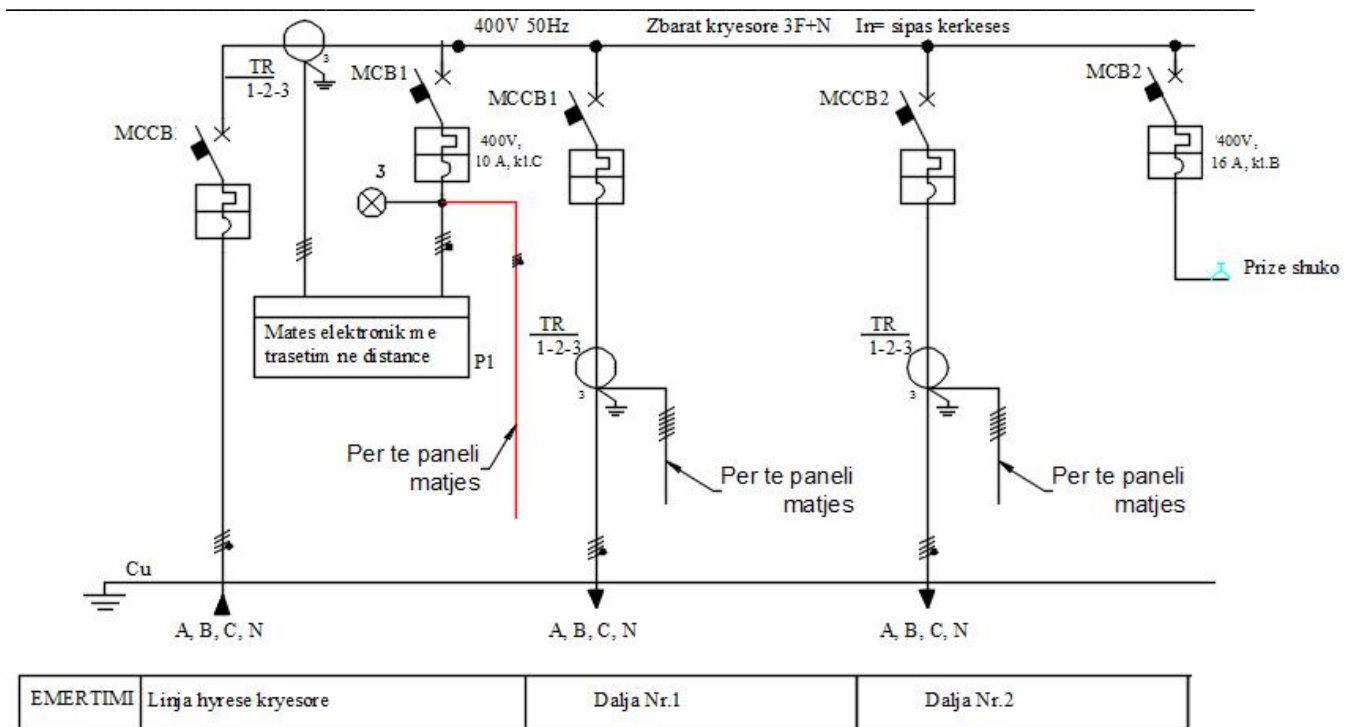 400V 50Hz Zbarat kryesore 3F+N In= sipas kerkeses
3
TR
1-2-3
MCB1
MCCB1
MCCB2
MCB2
MCCB
400V,
10 A, kl.C
'400V,
16 A, kl.B
3
Prize shuko
Mates elektronik me
trasetim ne distance
P1
TR
1-2-3
3
TR
1-2-3
3
Per te paneli
matjes
Per te paneli
matjes
Per te paneli
matjes
Cu
A, B, C, N
A, B, C, N
A, B, C, N
EMERTIMI Linja hyrese kryesore Dalja Nr.1 Dalja Nr.2